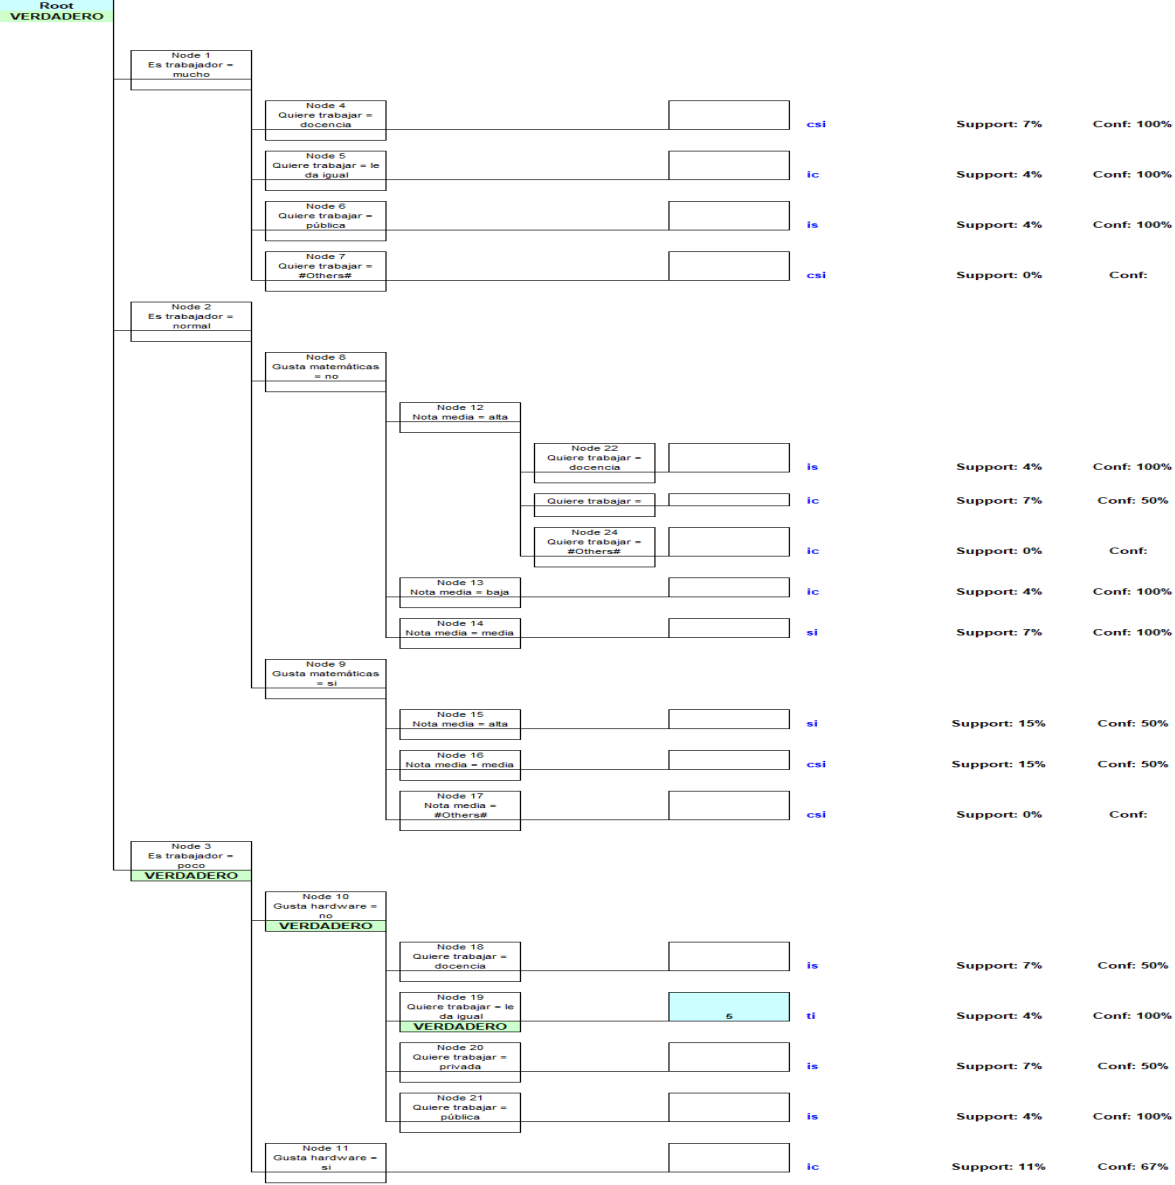 Root
VERDADERO
Node 1
Es trabajador =
mucho
Node 4
Quiere trabajar =
docencia
csi Support: 7% Conf: 100%
Node 5
Quiere trabajar = le
da igual
ic Support: 4% Conf: 100%
Node 6
Quiere trabajar =
pública
is Support: 4% Conf: 100%
Node 7
Quiere trabajar =
#Others#
csi Support: 0% Conf:
Node 2
Es trabajador =
normal
Node 8
Gusta matemáticas
= no
Node 12
Nota media = alta
Node 22
Quiere trabajar =
docencia
is Support: 4% Conf: 100%
Quiere trabajar =
ic Support: 7% Conf: 50%
Node 24
Quiere trabajar =
#Others#
ic Support: 0% Conf:
Node 13
Nota media = baja
ic Support: 4% Conf: 100%
Node 14
Nota media = media
si Support: 7% Conf: 100%
Node 9
Gusta matemáticas
= si
Node 15
Nota media = alta
si Support: 15% Conf: 50%
Node 16
Nota media = media
csi Support: 15% Conf: 50%
Node 17
Nota media =
#Others#
csi Support: 0% Conf:
Node 3
Es trabajador =
poco
VERDADERO
Node 10
Gusta hardware =
no
VERDADERO
Node 18
Quiere trabajar =
docencia
is Support: 7% Conf: 50%
Node 19
Quiere trabajar = le
da igual
VERDADERO
5 ti Support: 4% Conf: 100%
Node 20
Quiere trabajar =
privada
is Support: 7% Conf: 50%
Node 21
Quiere trabajar =
pública
is Support: 4% Conf: 100%
Node 11
Gusta hardware =
si
ic Support: 11% Conf: 67%